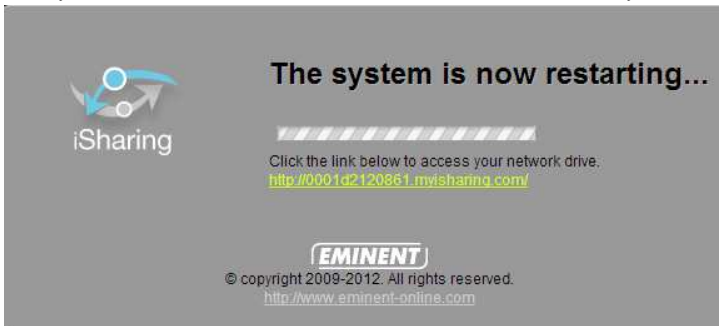 The system is now restarting...
iSharing
Click the link below to access your network drive.
http://0001d2120861.myisharing.com/
EMINENT
© copyright 2009-2012. All rights reserved.
http://www.eminent-online.com